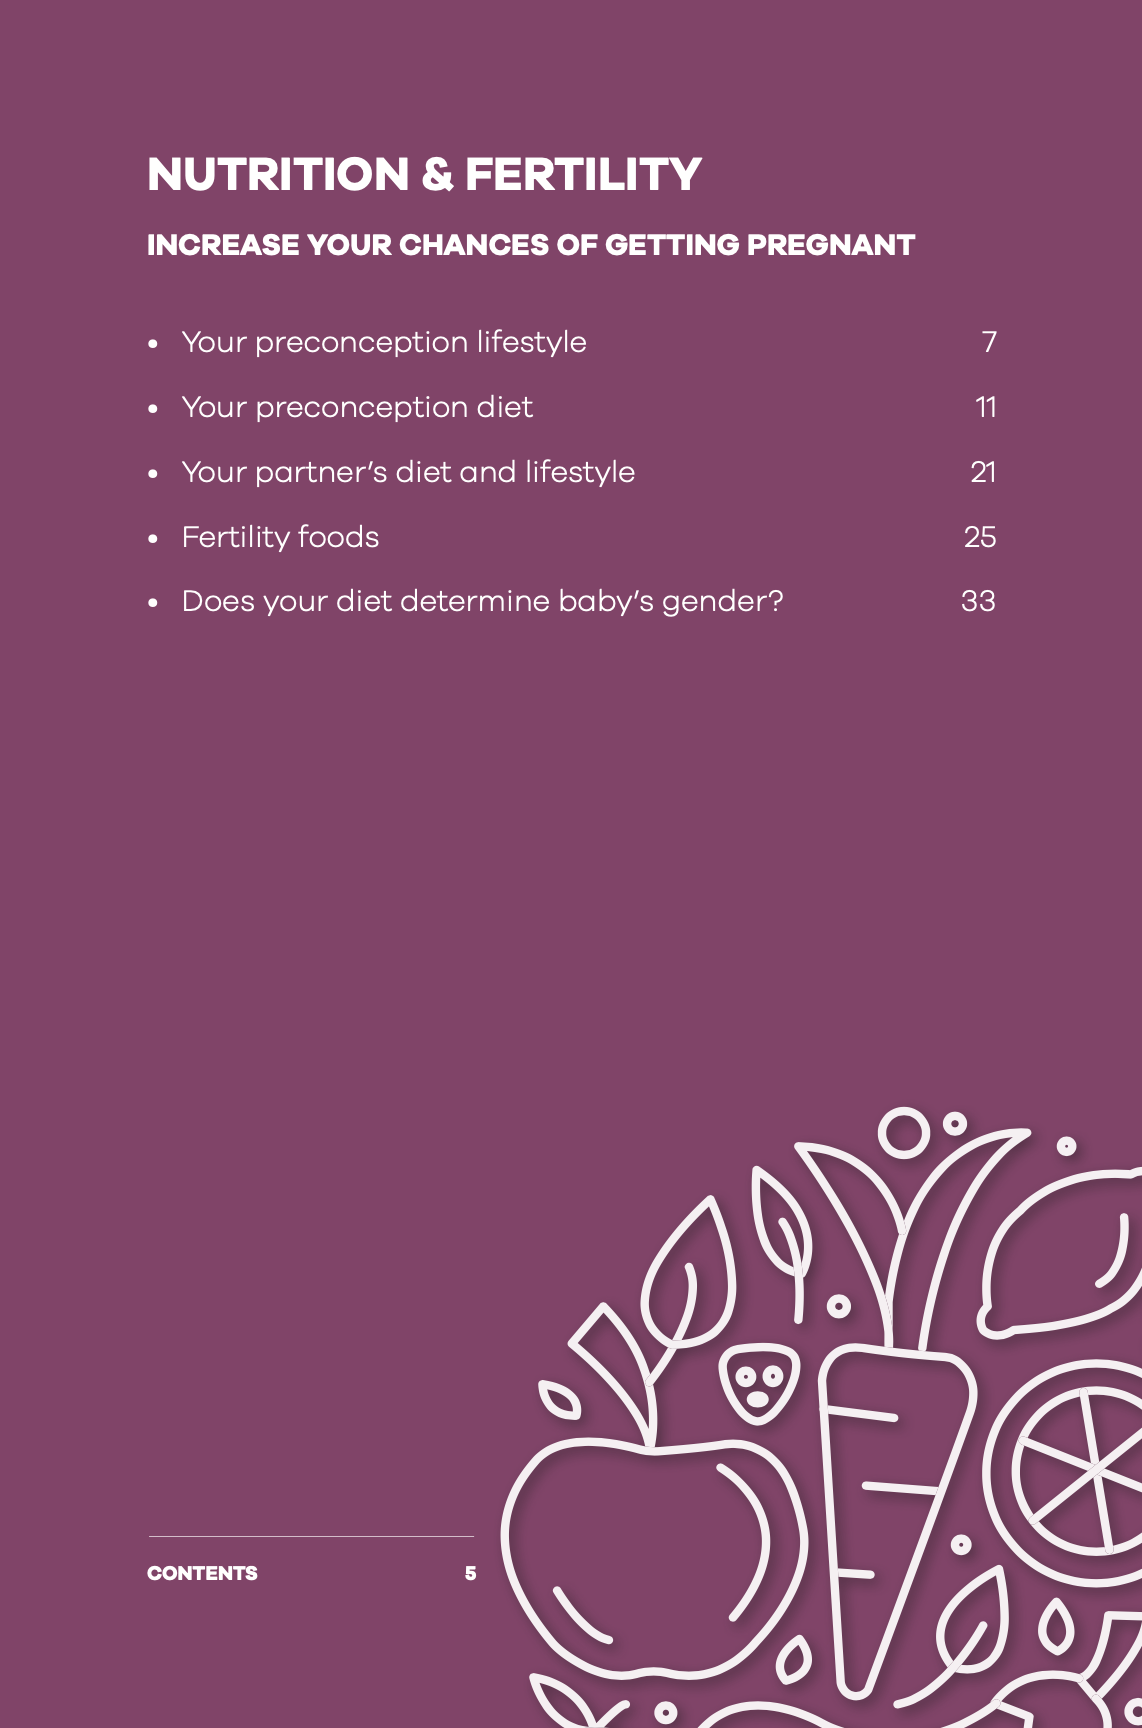 NUTRITION & FERTILITY
INCREASE YOUR CHANCES OF GETTING PREGNANT
• Your preconception lifestyle 7
• Your preconception diet 11
• Your partner’s diet and lifestyle 21
• Fertility foods 25
• Does your diet determine baby’s gender? 33
CONTENTS 5